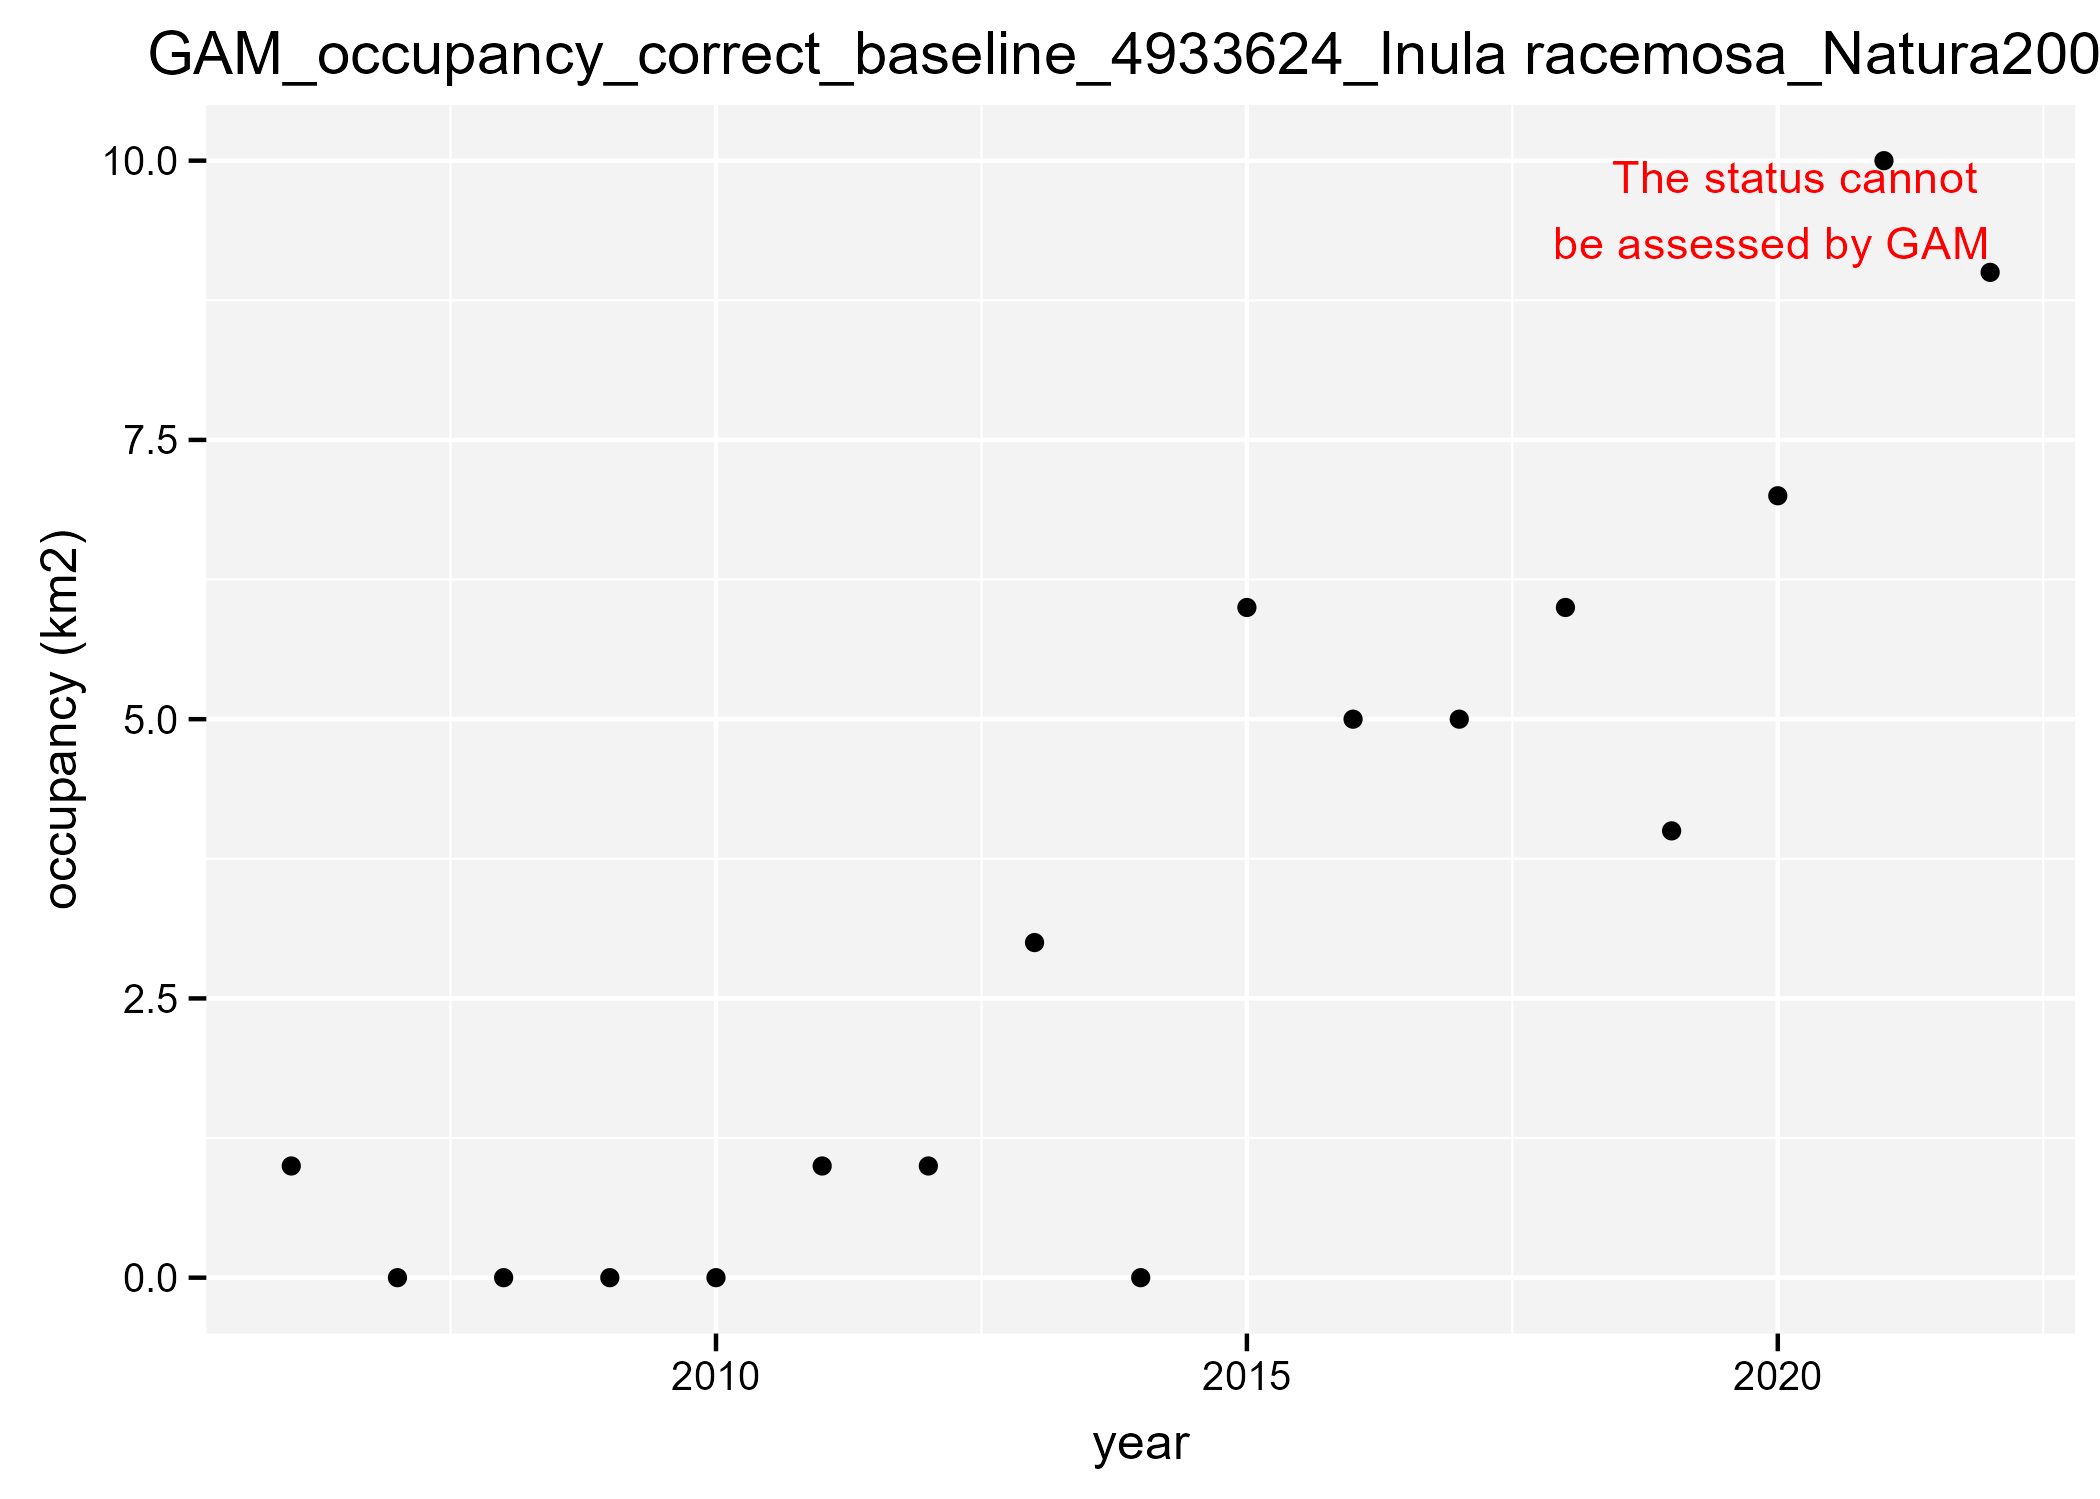 GAM_occupancy_correct_baseline_4933624_Inula racemosa_Natura200
10.0
The status cannot
be assessed by GAM
7.5
5.0
2.5
0.0
occupancy (km2)
2010 2015 2020
year